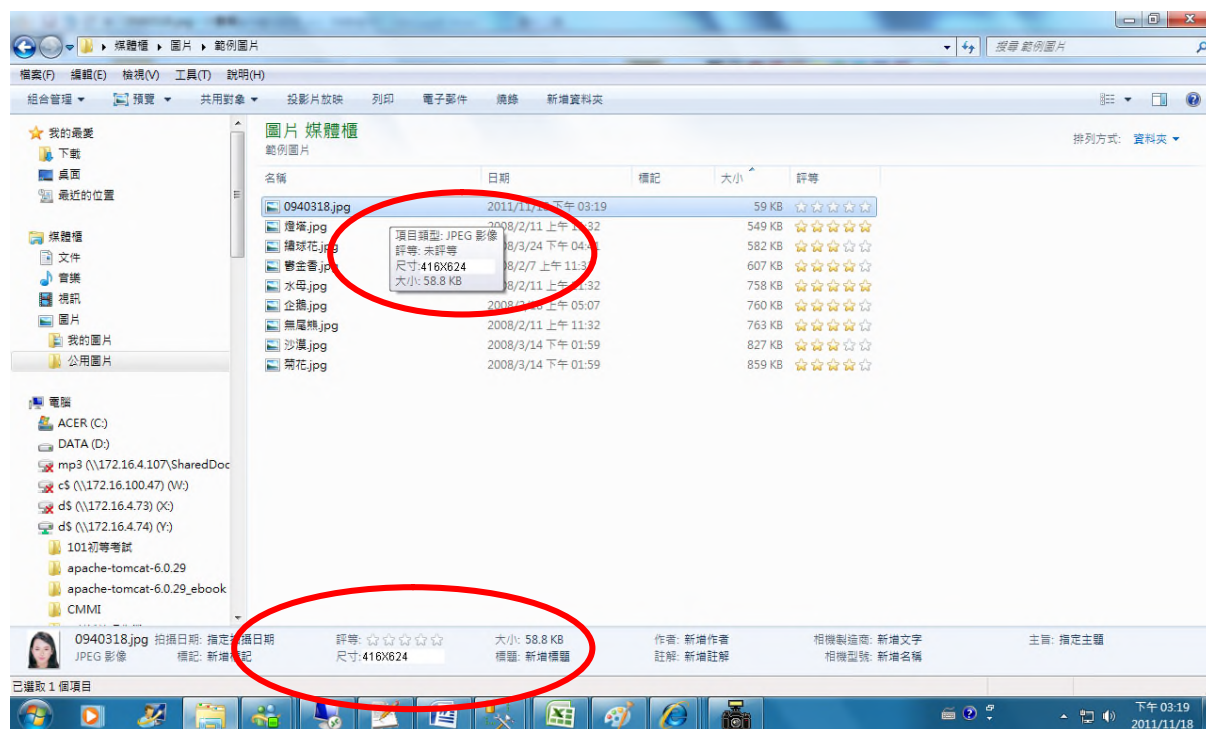 媒體櫃 ▸ 圖片 ▸ 範例圖片
搜尋 範例圖片
檔案(F) 編輯(E) 檢視(V) 工具(T) 說明(H)
組合管理 預覽 共用對象 投影片放映 列印 電子郵件 燒錄 新增資料夾
我的最愛
下載
桌面
最近的位置
媒體櫃
文件
音樂
視訊
圖片
我的圖片
公用圖片
電腦
ACER (C:)
DATA (D:)
mp3 (\\172.16.4.107\SharedDoc
c$ (\\172.16.100.47) (W:)
d$ (\\172.16.4.73) (X:)
d$ (\\172.16.4.74) (Y:)
101初等考試
apache-tomcat-6.0.29
apache-tomcat-6.0.29_ebook
CMMI
圖片 媒體櫃
範例圖片
排列方式: 資料夾
名稱 日期 標記 大小 評等
0940318.jpg 下午 03:19 59 KB
燈塔.jpg 2008/2/11 上午 549 KB
繡球花.jpg 下午 582 KB
鬱金香.jpg 上午 607 KB
水母.jpg 2008/2/11 上午 758 KB
企鵝.jpg 上午 05:07 760 KB
無尾熊.jpg 2008/2/11 上午 11:32 763 KB
沙漠.jpg 2008/3/14 下午 01:59 827 KB
菊花.jpg 2008/3/14 下午 01:59 859 KB
項目類型: JPEG 影像
評等: 未評等
尺寸:416X624
大小: 58.8 KB
0940318.jpg 拍攝日期: 指定拍攝日期 評等: 大小: 58.8 KB 作者: 新增作者 相機製造商: 新增文字 主旨: 指定主題
JPEG 影像 標記: 新增標記 尺寸:416X624 標題: 新增標題 註解: 新增註解 相機型號: 新增名稱
已選取 1 個項目
下午 03:19
2011/11/18